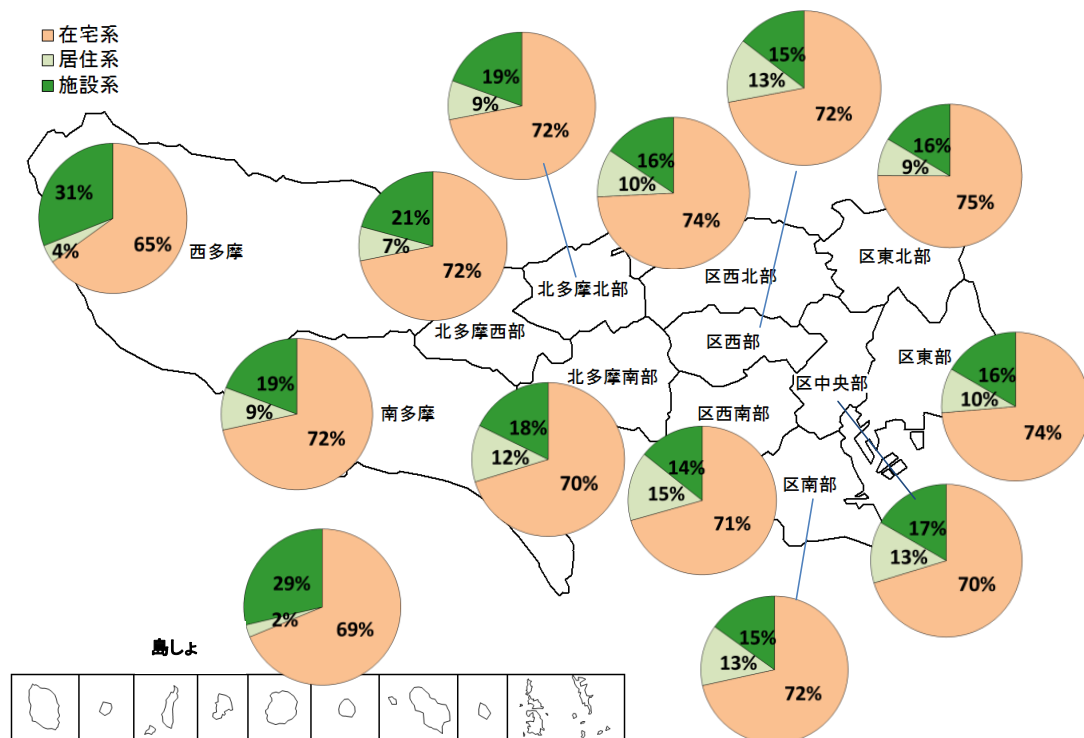 在宅系
居住系
施設系
19%
9%
72%
15%
13%
72%
16%
10%
74%
16%
9%
75%
31%
4%
65%
西多摩
21%
7%
72%
北多摩北部
区西北部
区東北部
北多摩西部
区西部
区東部
19%
9%
72%
南多摩
北多摩南部
区中央部
16%
10%
74%
18%
12%
70%
区西南部
14%
15%
71%
区南部
17%
13%
70%
29%
2%
69%
15%
13%
72%
島しょ